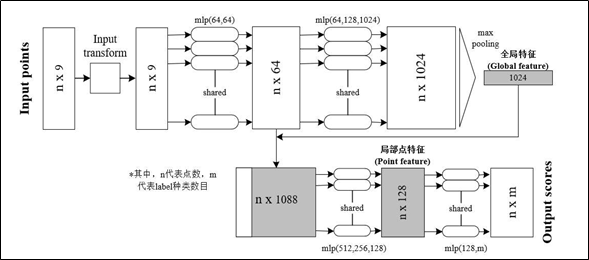 Input points
n x 9
Input
transform
n x 9
mlp(64,64)
shared
n x 64
mlp(64,128,1024)
shared
n x 1024
max
pooling
全局特征
(Global feature)
1024
*其中，n代表点数，m
代表label种类数目
n x 1088
局部点特征
(Point feature)
shared
mlp(512,256,128)
n x 128
shared
mlp(128,m)
n x m
Output scores